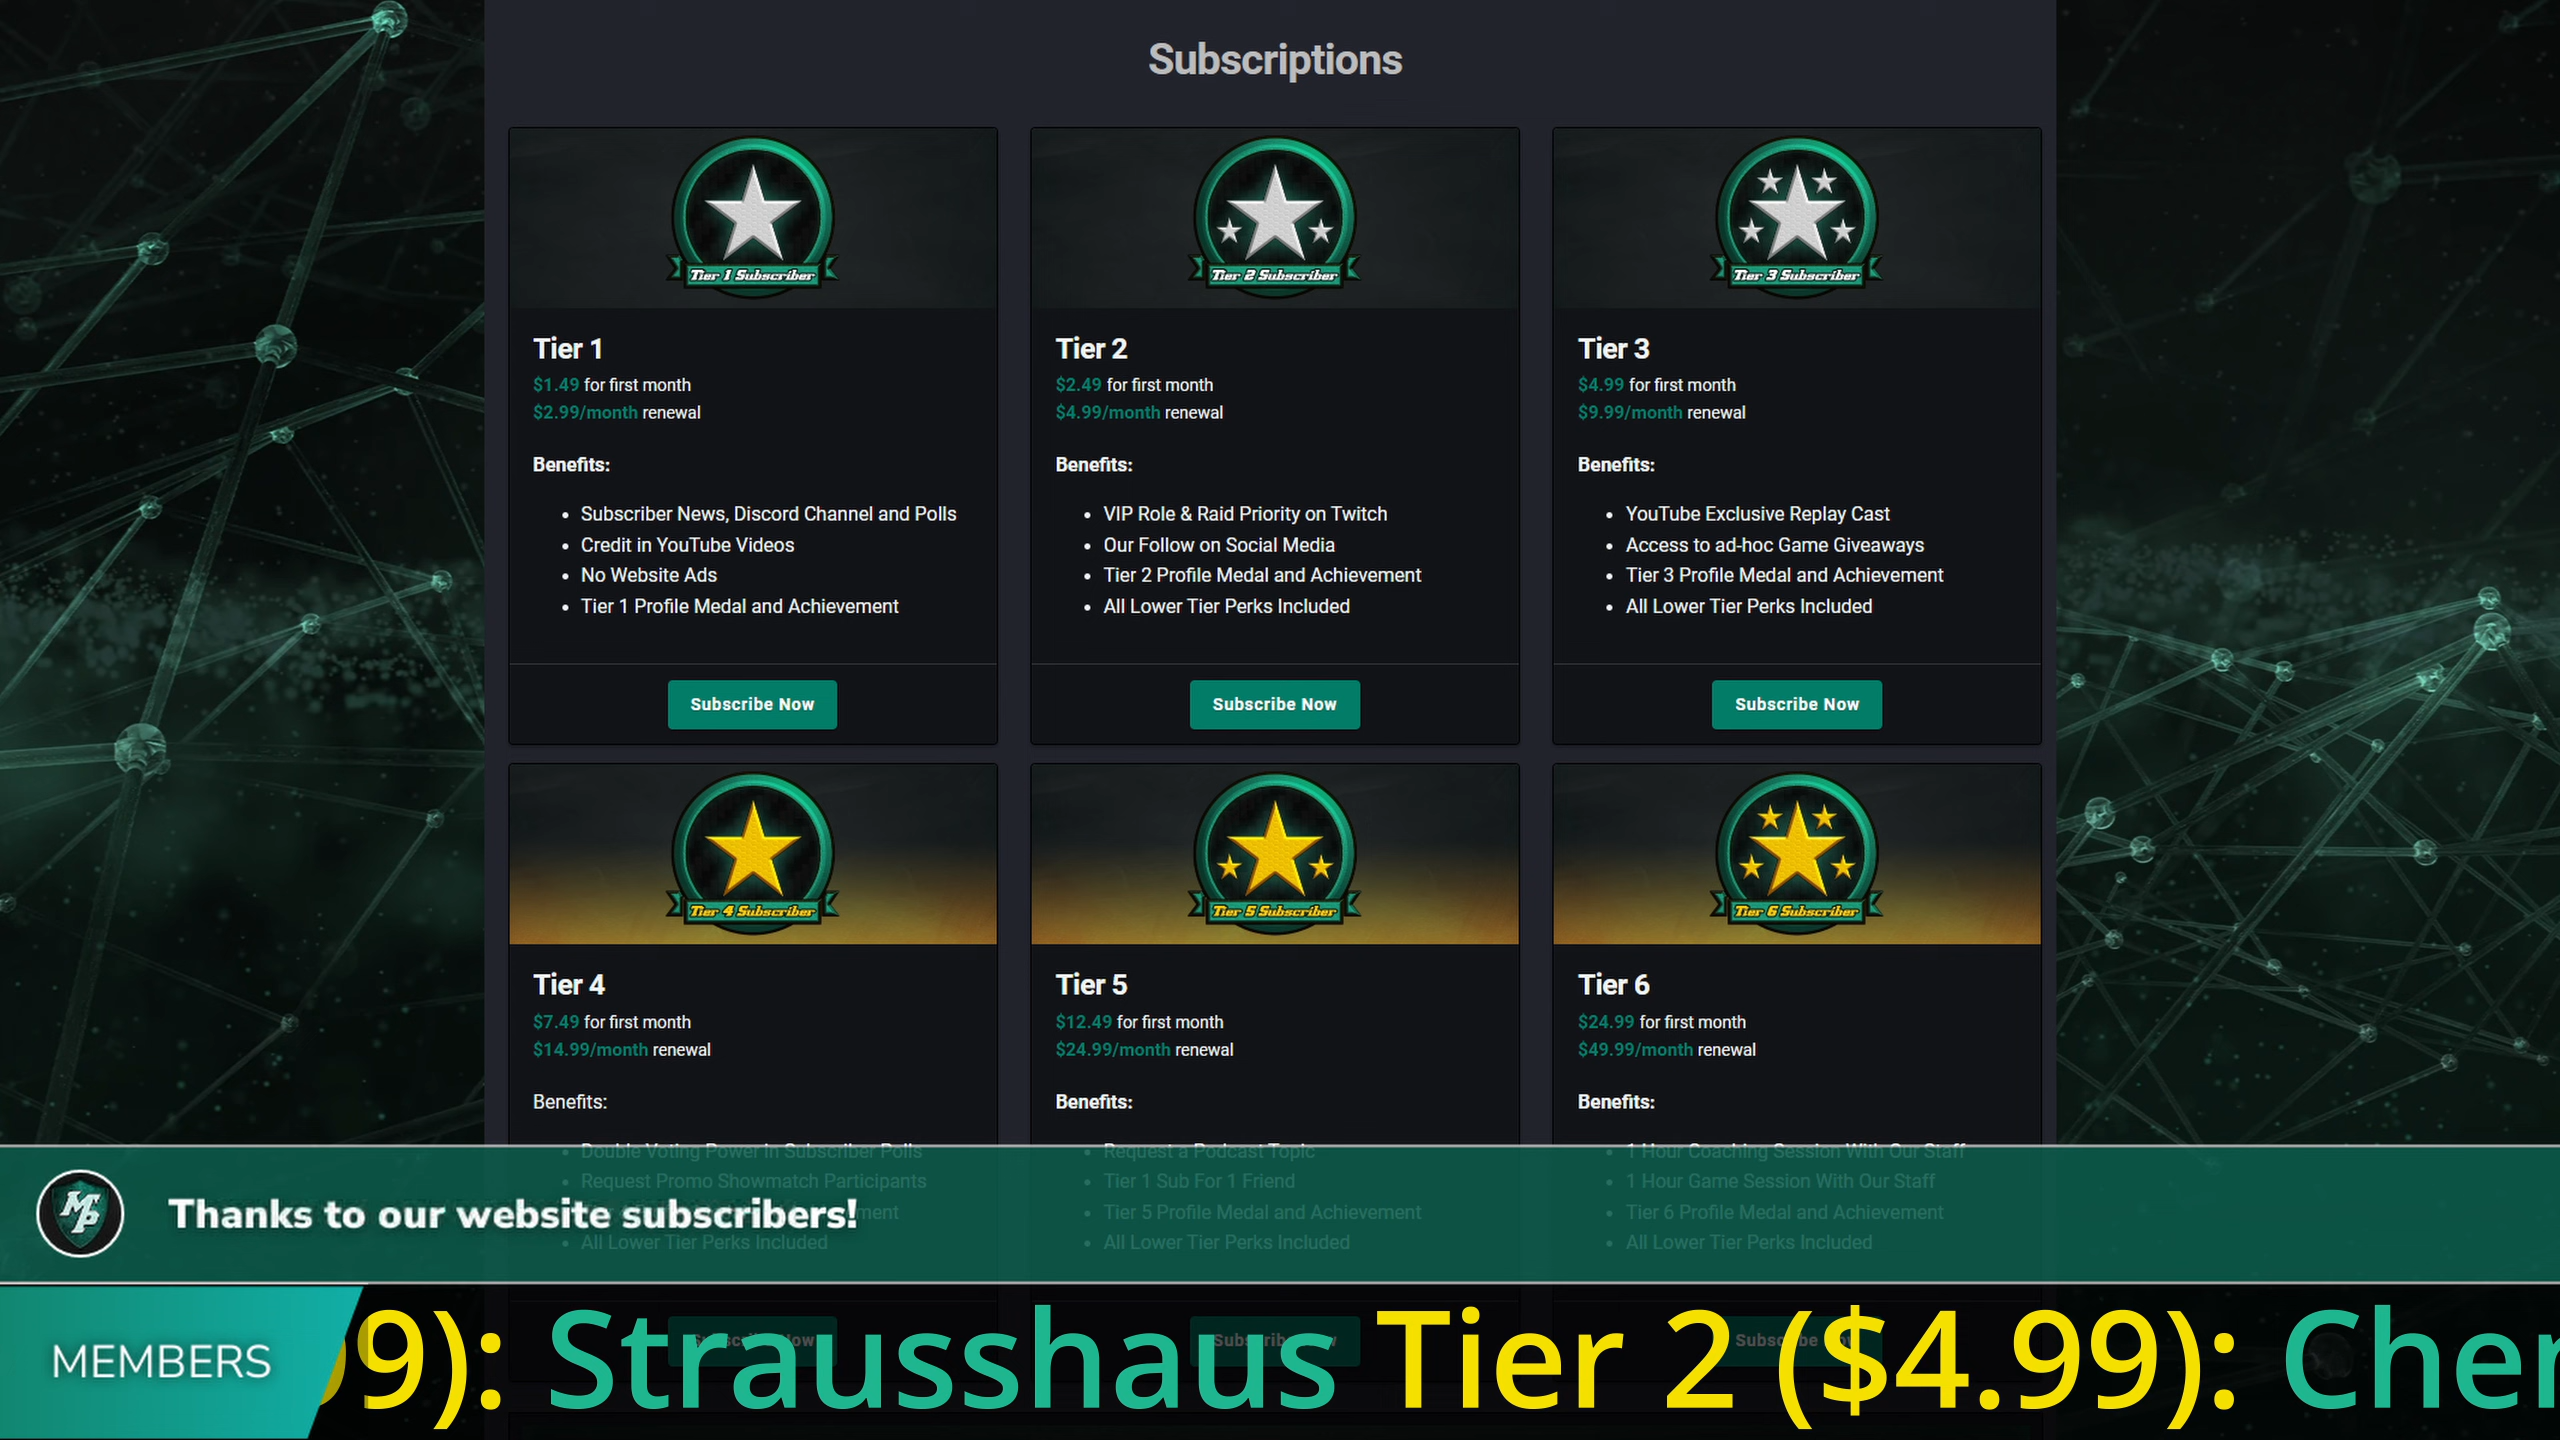 Subscriptions
Tier 1 Subscriber
Tier 2 Subscriber
Tier 3 Subscriber
Tier 1
$1.49 for first month
$2.99/month renewal
Benefits:
Subscriber News, Discord Channel and Polls
Credit in YouTube Videos
No Website Ads
Tier 1 Profile Medal and Achievement
Subscribe Now
Tier 2
$2.49 for first month
$4.99/month renewal
Benefits:
VIP Role & Raid Priority on Twitch
Our Follow on Social Media
Tier 2 Profile Medal and Achievement
All Lower Tier Perks Included
Subscribe Now
Tier 3
$4.99 for first month
$9.99/month renewal
Benefits:
YouTube Exclusive Replay Cast
Access to ad-hoc Game Giveaways
Tier 3 Profile Medal and Achievement
All Lower Tier Perks Included
Subscribe Now
Tier 4 Subscriber
Tier 5 Subscriber
Tier 6 Subscriber
Tier 4
$7.49 for first month
$14.99/month renewal
Benefits:
Double Voting Power in Subscriber Polls
Request Promo Showmatch Participants
All Lower Tier Perks Included
Tier 5
$12.49 for first month
$24.99/month renewal
Benefits:
Request a Podcast Topic
Tier 1 Sub For 1 Friend
Tier 5 Profile Medal and Achievement
All Lower Tier Perks Included
Tier 6
$24.99 for first month
$49.99/month renewal
Benefits:
1 Hour Coaching Session With Our Staff
1 Hour Game Session With Our Staff
Tier 6 Profile Medal and Achievement
All Lower Tier Perks Included
MP Thanks to our website subscribers!
MEMBERS 9): Strausshaus Tier 2 ($4.99): Cher